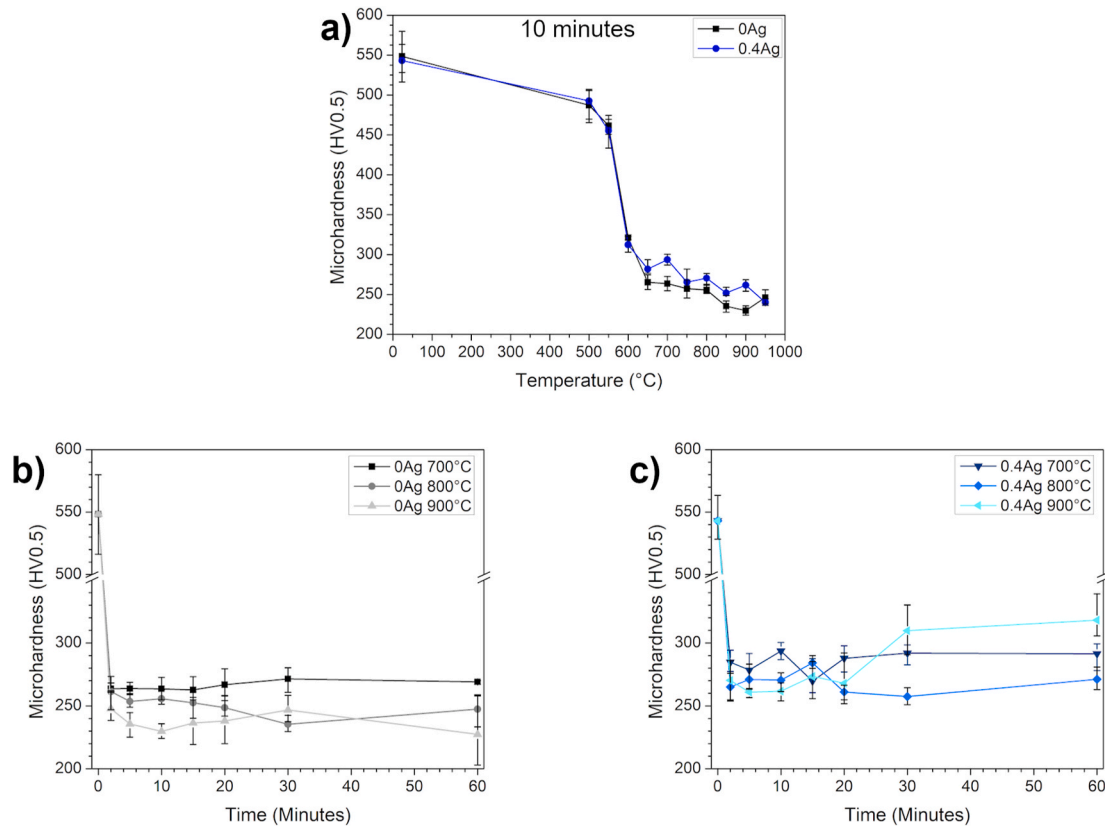 a)
10 minutes
0Ag
0.4Ag
600
550
500
450
400
350
300
250
200
Microhardness (HV0.5)
0 100 200 300 400 500 600 700 800 900 1000
Temperature (°C)
b)
0Ag 700°C
0Ag 800°C
0Ag 900°C
600
550
500
300
250
200
Microhardness (HV0.5)
0 10 20 30 40 50 60
Time (Minutes)
c)
0.4Ag 700°C
0.4Ag 800°C
0.4Ag 900°C
600
550
500
300
250
200
Microhardness (HV0.5)
0 10 20 30 40 50 60
Time (Minutes)